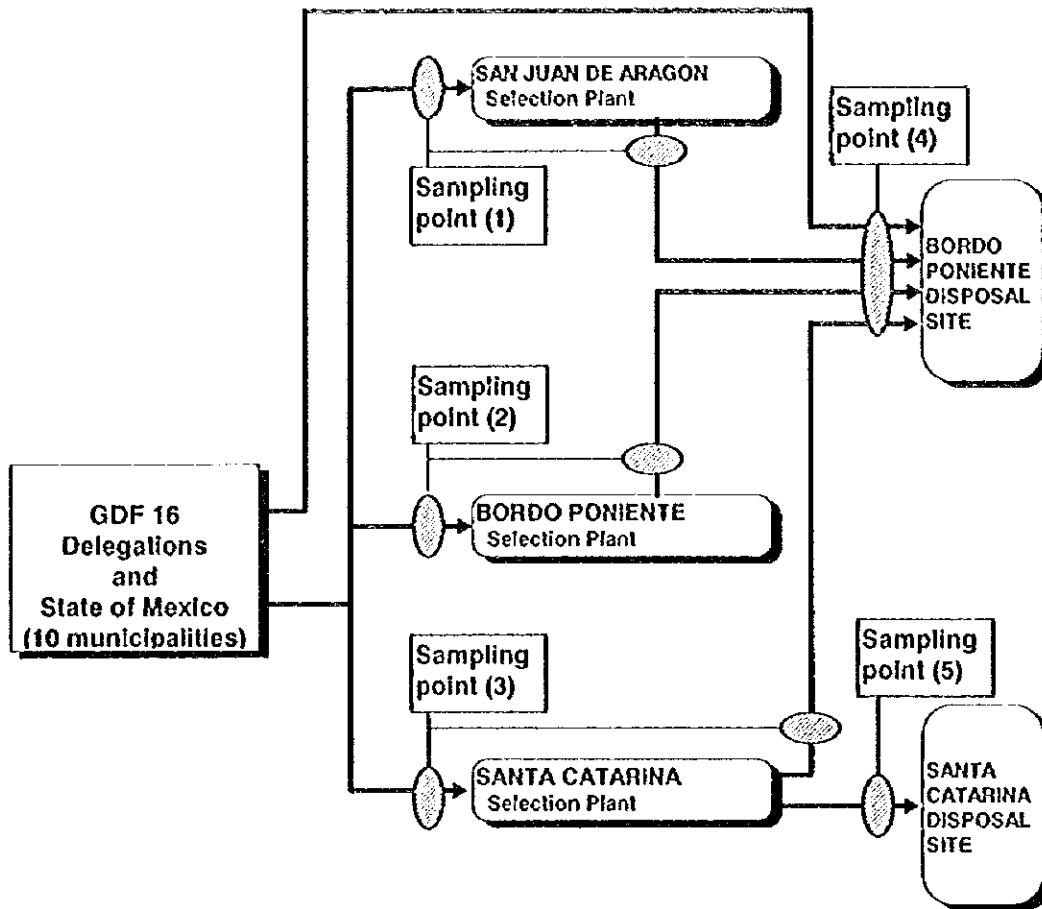 SAN JUAN DE ARAGON
Selection Plant
Sampling
point (4)
Sampling
point (1)
BORDO
PONIENTE
DISPOSAL
SITE
Sampling
point (2)
GDF 16
Delegations
and
State of Mexico
(10 municipalities)
BORDO PONIENTE
Selection Plant
Sampling
point (3)
Sampling
point (5)
SANTA CATARINA
Selection Plant
SANTA
CATARINA
DISPOSAL
SITE